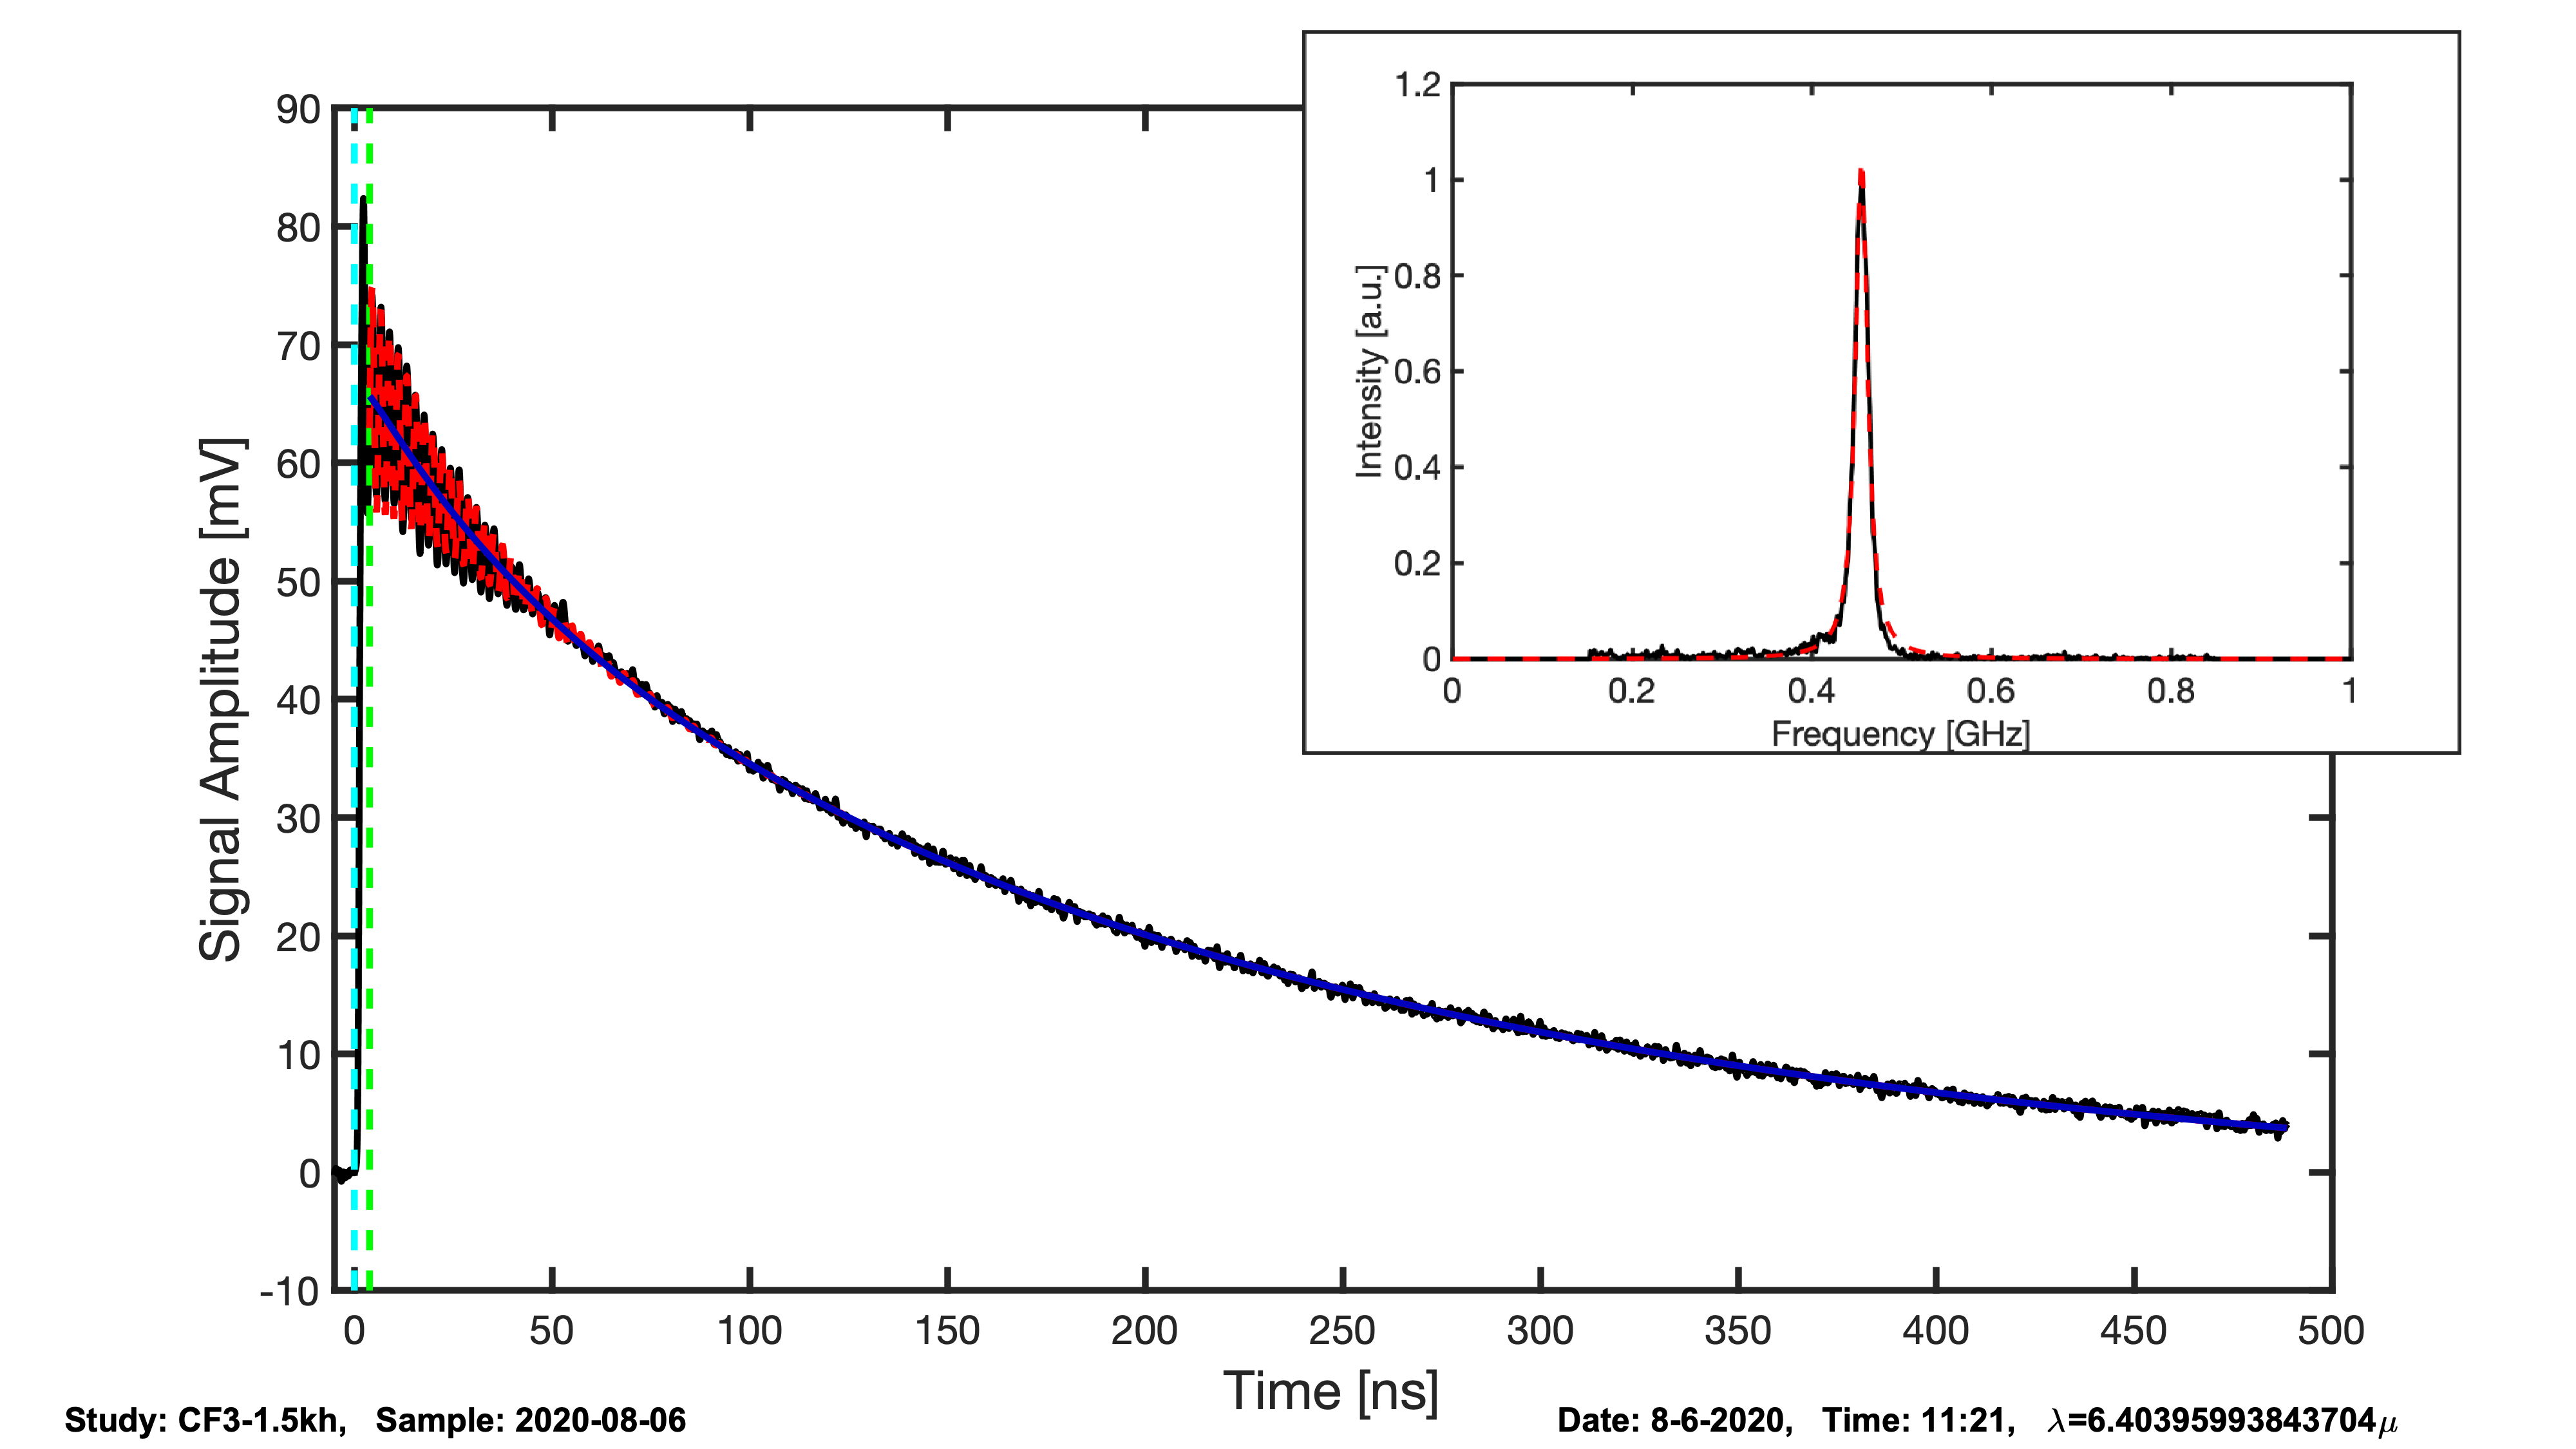 1.2
1
0.8
0.6
0.4
0.2
0
Intensity [a.u.]
0 0.2 0.4 0.6 0.8 1
Frequency [GHz]
90
80
70
60
50
40
30
20
10
0
-10
Signal Amplitude [mV]
0 50 100 150 200 250 300 350 400 450 500
Time [ns]
Study: CF3-1.5kh, Sample: 2020-08-06
Date: 8-6-2020, Time: 11:21, λ=6.40395993843704μ